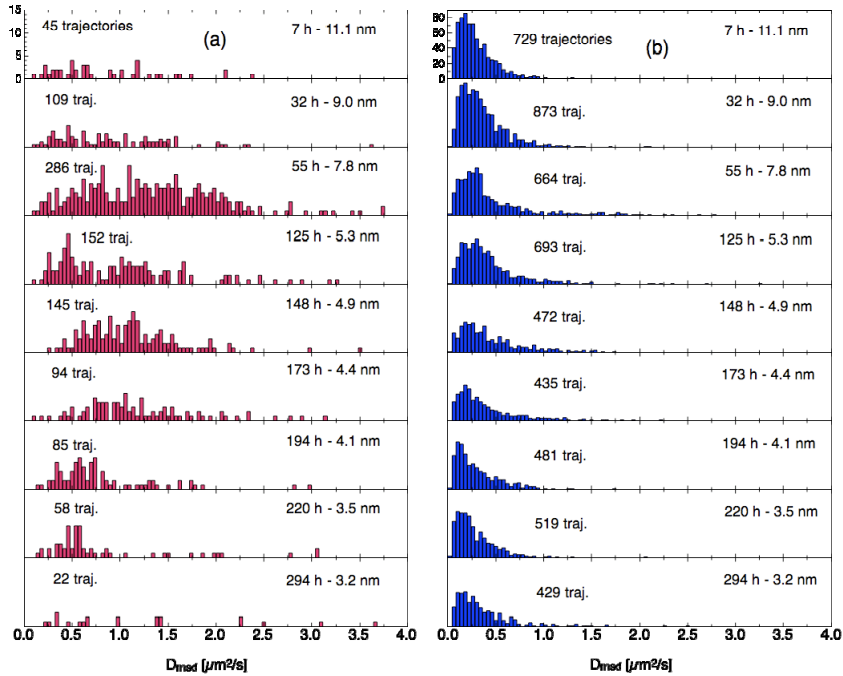 15
10
5
0
45 trajectories
(a)
7 h - 11.1 nm
109 traj.
32 h - 9.0 nm
286 traj.
55 h - 7.8 nm
152 traj.
125 h - 5.3 nm
145 traj.
148 h - 4.9 nm
94 traj.
173 h - 4.4 nm
85 traj.
194 h - 4.1 nm
58 traj.
220 h - 3.5 nm
22 traj.
294 h - 3.2 nm
0.0 0.5 1.0 1.5 2.0 2.5 3.0 3.5 4.0
Dmsd [µm²/s]
80
60
40
20
0
729 trajectories
(b)
7 h - 11.1 nm
873 traj.
32 h - 9.0 nm
664 traj.
55 h - 7.8 nm
693 traj.
125 h - 5.3 nm
472 traj.
148 h - 4.9 nm
435 traj.
173 h - 4.4 nm
481 traj.
194 h - 4.1 nm
519 traj.
220 h - 3.5 nm
429 traj.
294 h - 3.2 nm
0.0 0.5 1.0 1.5 2.0 2.5 3.0 3.5 4.0
Dmsd [µm²/s]